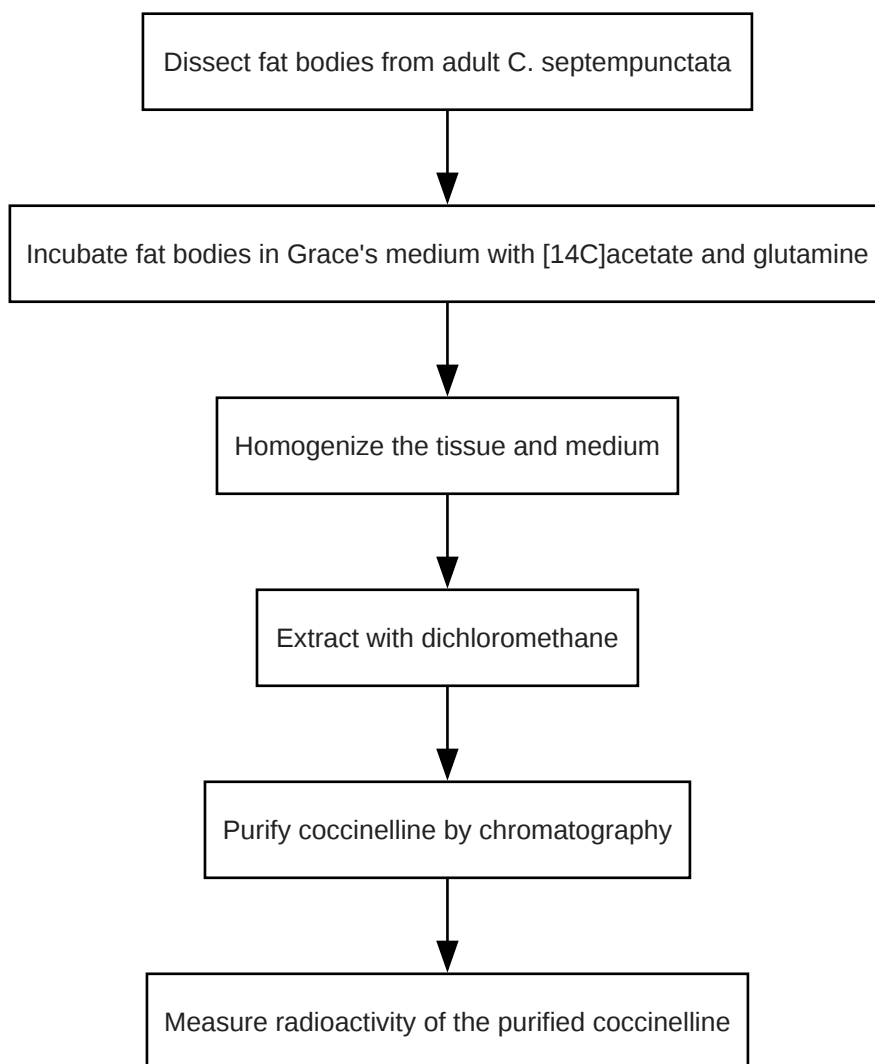 Dissect fat bodies from adult C. septempunctata
Incubate fat bodies in Grace's medium with [14C]acetate and glutamine
Homogenize the tissue and medium
Extract with dichloromethane
Purify coccinelline by chromatography
Measure radioactivity of the purified coccinelline